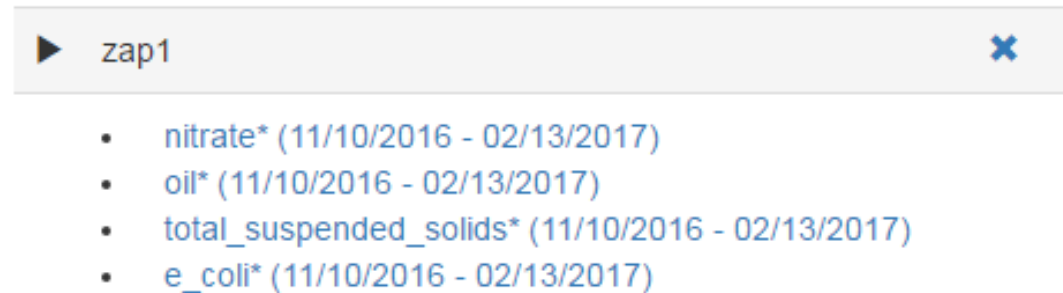 zap1
nitrate* (11/10/2016 - 02/13/2017)
oil* (11/10/2016 - 02/13/2017)
total_suspended_solids* (11/10/2016 - 02/13/2017)
e_coli* (11/10/2016 - 02/13/2017)